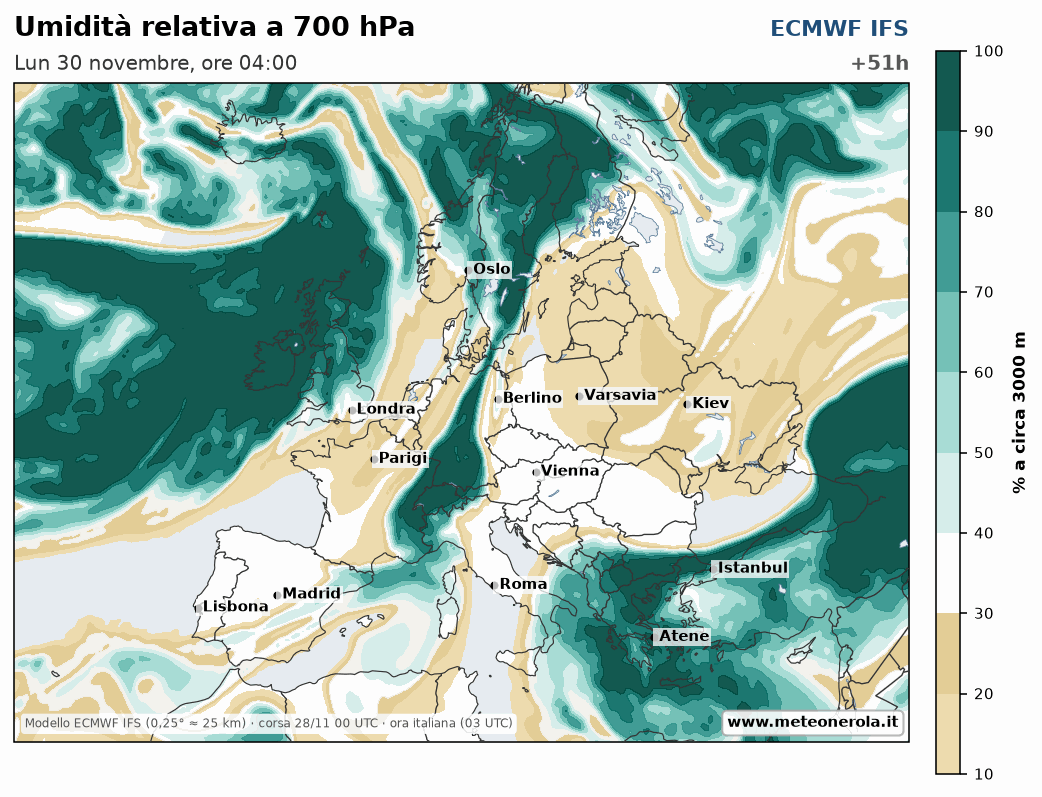 Umidità relativa a 700 hPa
ECMWF IFS
Lun 30 novembre, ore 04:00
+51h
100
90
80
70
60
50
40
30
20
10
% a circa 3000 m
Oslo
Berlino
Varsavia
Kiev
Londra
Parigi
Vienna
Istanbul
Roma
Madrid
Lisbona
Atene
Modello ECMWF IFS (0,25° ≈ 25 km) · corsa 28/11 00 UTC · ora italiana (03 UTC)
www.meteonerola.it